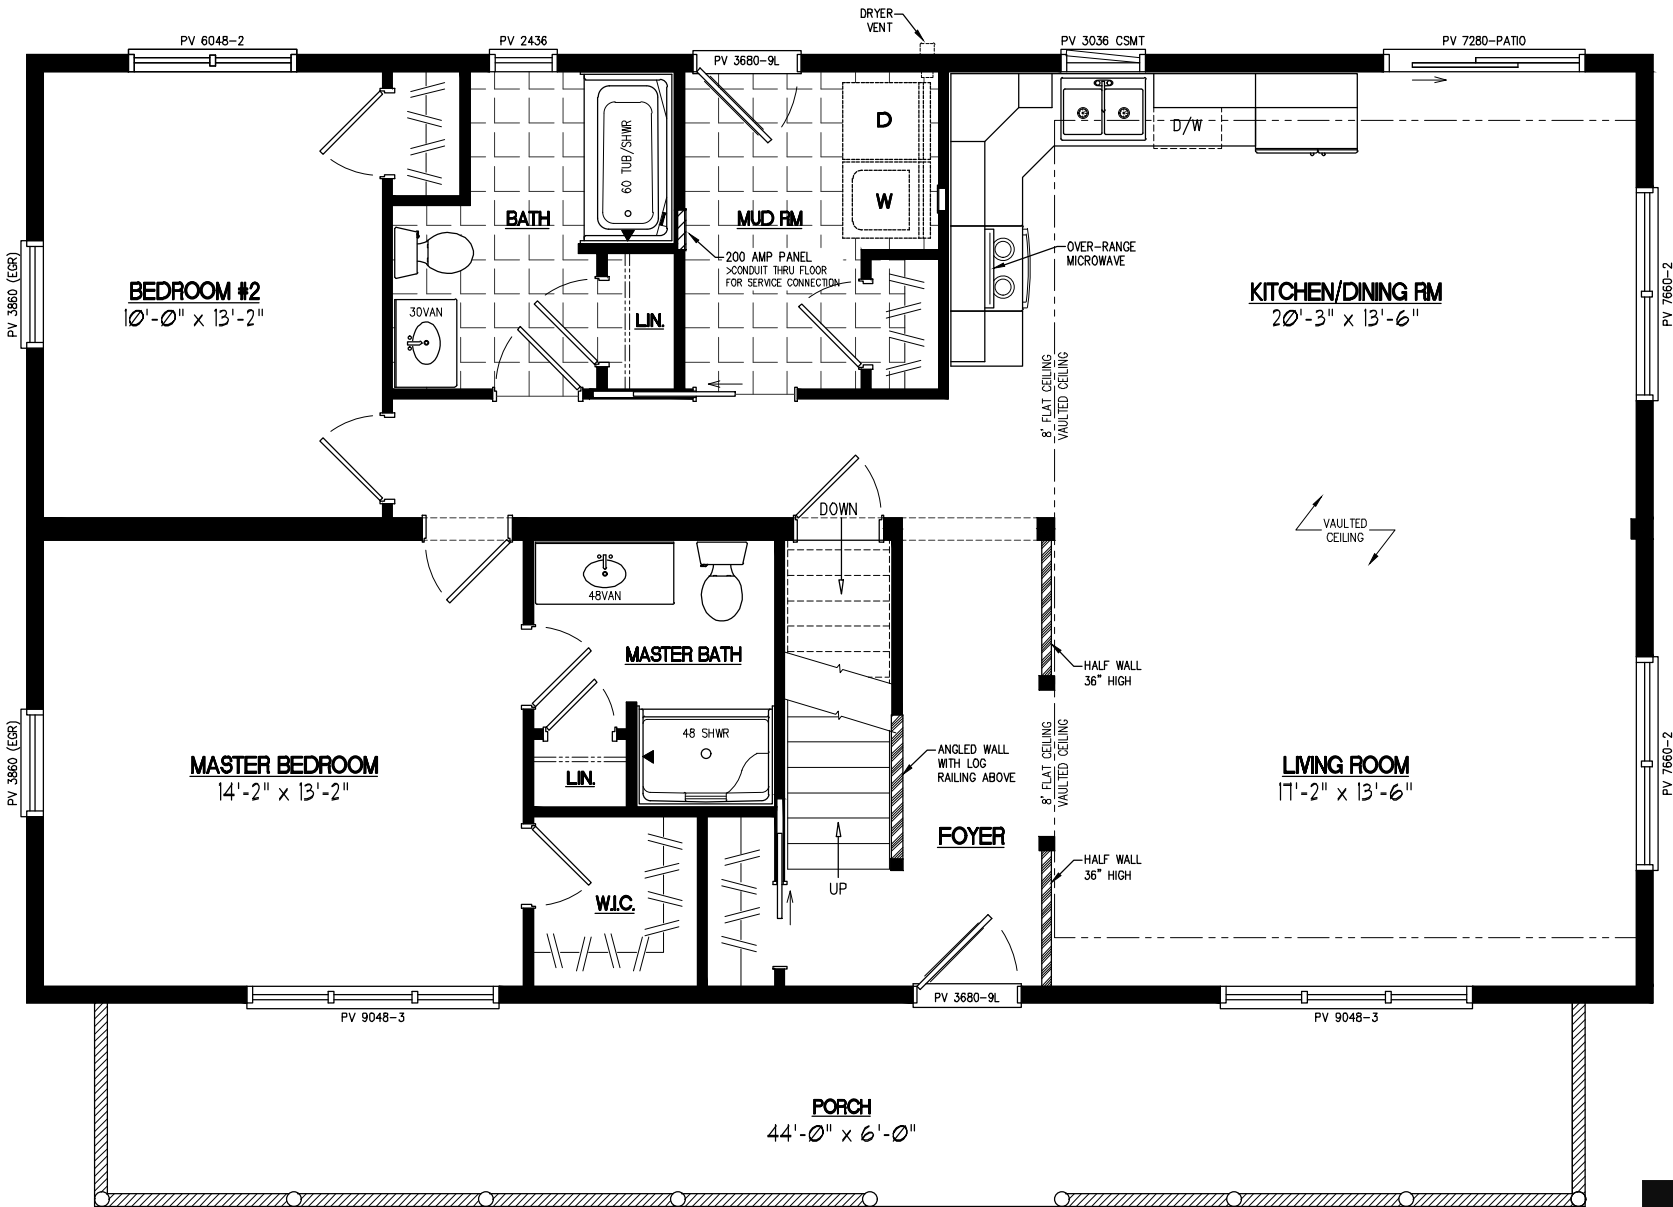 DRYER
VENT
PV 6048-2
PV 2436
PV 3680-9L
PV 3036 CSMT
PV 7280-PATIO
D
W
D/W
60 TUB/SHWR
BATH
MUD RM
200 AMP PANEL
>CONDUIT THRU FLOOR
FOR SERVICE CONNECTION
OVER-RANGE
MICROWAVE
PV 3860 (EGR)
BEDROOM #2
10'-0" x 13'-2"
30VAN
LIN.
KITCHEN/DINING RM
20'-3" x 13'-6"
PV 7660-2
8' FLAT CEILING
VAULTED CEILING
DOWN
VAULTED
CEILING
48VAN
MASTER BATH
HALF WALL
36" HIGH
48 SHWR
PV 3860 (EGR)
MASTER BEDROOM
14'-2" x 13'-2"
LIN.
ANGLED WALL
WITH LOG
RAILING ABOVE
8' FLAT CEILING
VAULTED CEILING
LIVING ROOM
17'-2" x 13'-6"
PV 7660-2
FOYER
UP
HALF WALL
36" HIGH
W.I.C.
PV 3680-9L
PV 9048-3
PV 9048-3
PORCH
44'-0" x 6'-0"